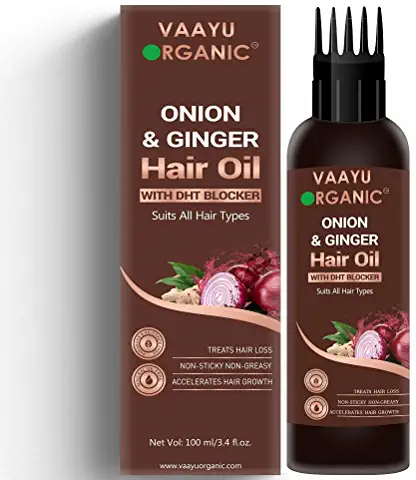 VAAYU
ORGANIC
ONION
& GINGER
Hair Oil
WITH DHT BLOCKER
Suits All Hair Types
TREATS HAIR LOSS
NON-STICKY NON-GREASY
ACCELERATES HAIR GROWTH
Net Vol: 100 ml/3.4 fl.oz.
www.vaayuorganic.com
VAAYU
ORGANIC
ONION
& GINGER
Hair Oil
WITH DHT BLOCKER
Suits All Hair Types
TREATS HAIR LOSS
NON-STICKY NON-GREASY
ACCELERATES HAIR GROWTH